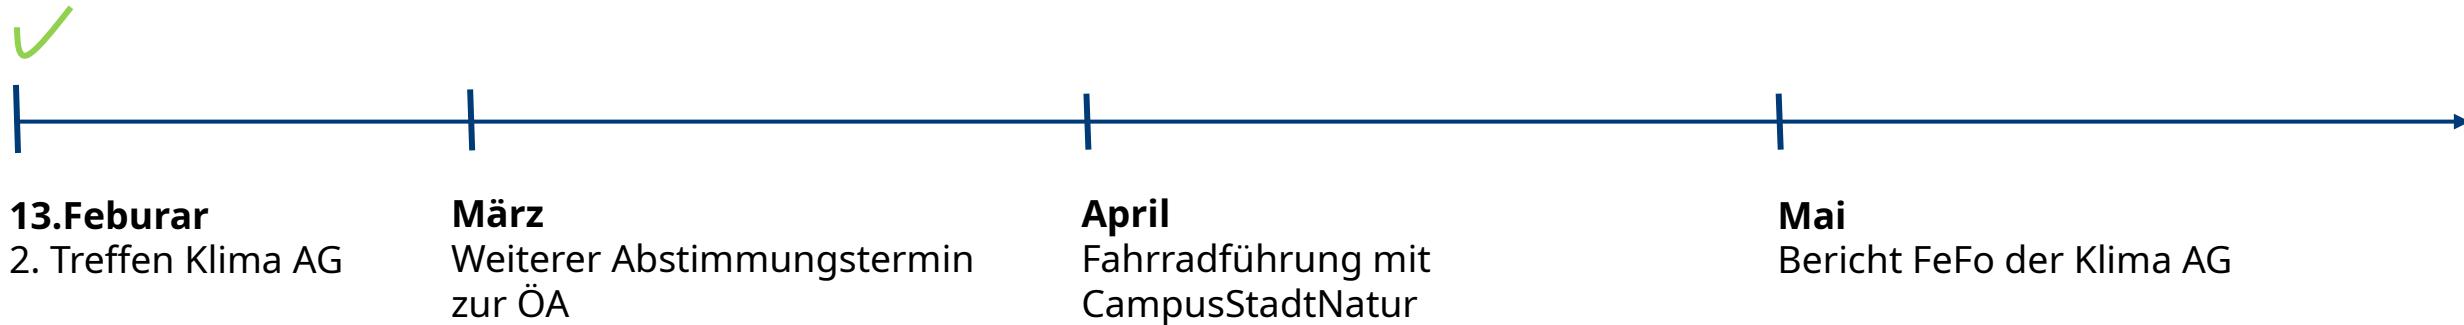 13.Feburar
2. Treffen Klima AG
März
Weiterer Abstimmungstermin
zur ÖA
April
Fahrradführung mit
CampusStadtNatur
Mai
Bericht FeFo der Klima AG